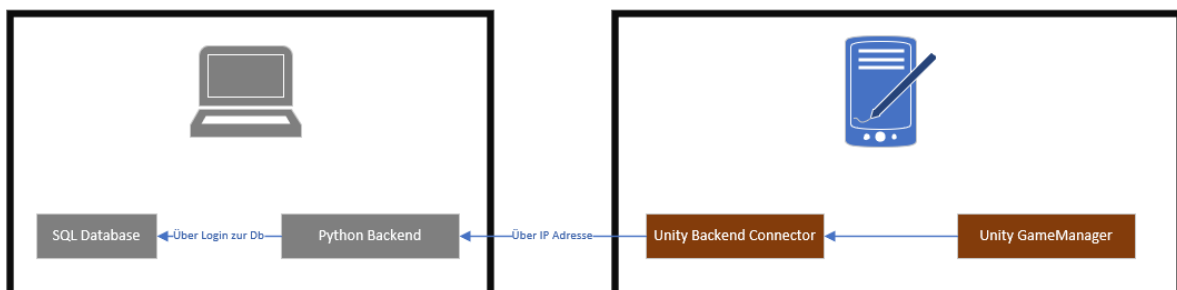 SQL Database
Über Login zur Db
Python Backend
Über IP Adresse
Unity Backend Connector
Unity GameManager